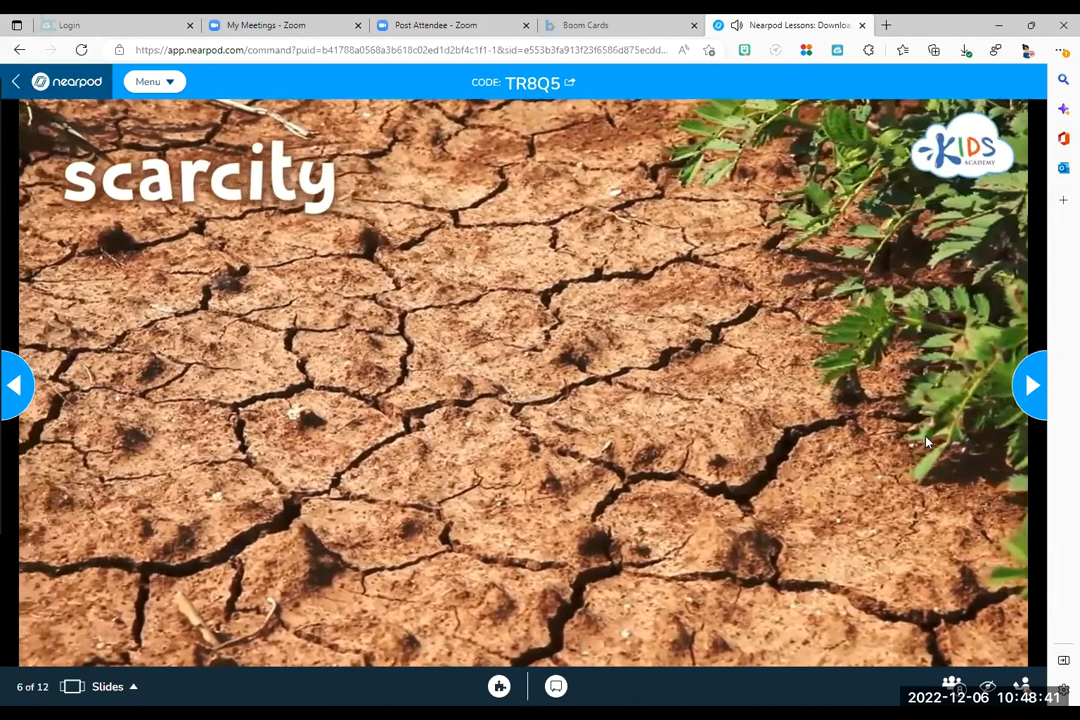 Login
My Meetings - Zoom
Post Attendee - Zoom
Boom Cards
Nearpod Lessons: Downloa
https://app.nearpod.com/command?puid=b41788a0568a3b618c02ed1d2bf4c1f1-1&sid=e553b3fa913f23f6586d875ecdd...
nearpod
Menu
CODE: TR8Q5
scarcity
KIDS
ACADEMY
6 of 12
Slides
2022-12-06 10:48:41